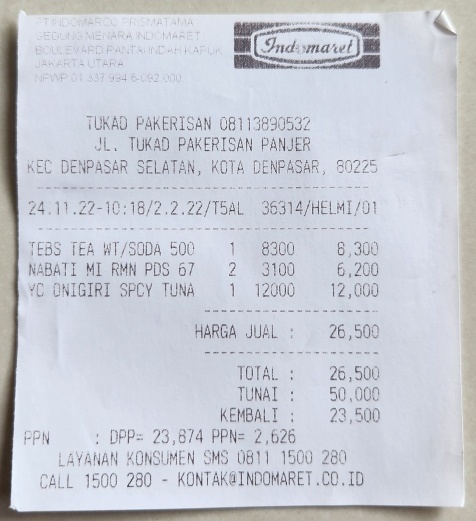 PT INDOMARCO PRISMATAMA
GEDUNG MENARA INDOMARET
BOULEVARD PANTAI INDAH KAPUK
JAKARTA UTARA
NPWP 01.337.994.6-092.000
Indomaret
TUKAD PAKERISAN 08113890532
JL. TUKAD PAKERISAN PANJER
KEC DENPASAR SELATAN, KOTA DENPASAR, 80225
24.11.22-10:18/2.2.22/T5AL 36314/HELMI/01
TEBS TEA WT/SODA 500 1 8300 8,300
NABATI MI RMN PDS 67 2 3100 6,200
YC ONIGIRI SPCY TUNA 1 12000 12,000
HARGA JUAL : 26,500
TOTAL : 26,500
TUNAI : 50,000
KEMBALI : 23,500
PPN : DPP= 23,874 PPN= 2,626
LAYANAN KONSUMEN SMS 0811 1500 280
CALL 1500 280 - KONTAK@INDOMARET.CO.ID